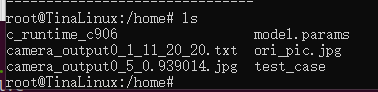 root@TinaLinux:/home# ls
c_runtime_c906 model.params
camera_output0_1_11_20_20.txt ori_pic.jpg
camera_output0_5_0.939014.jpg test_case
root@TinaLinux:/home#